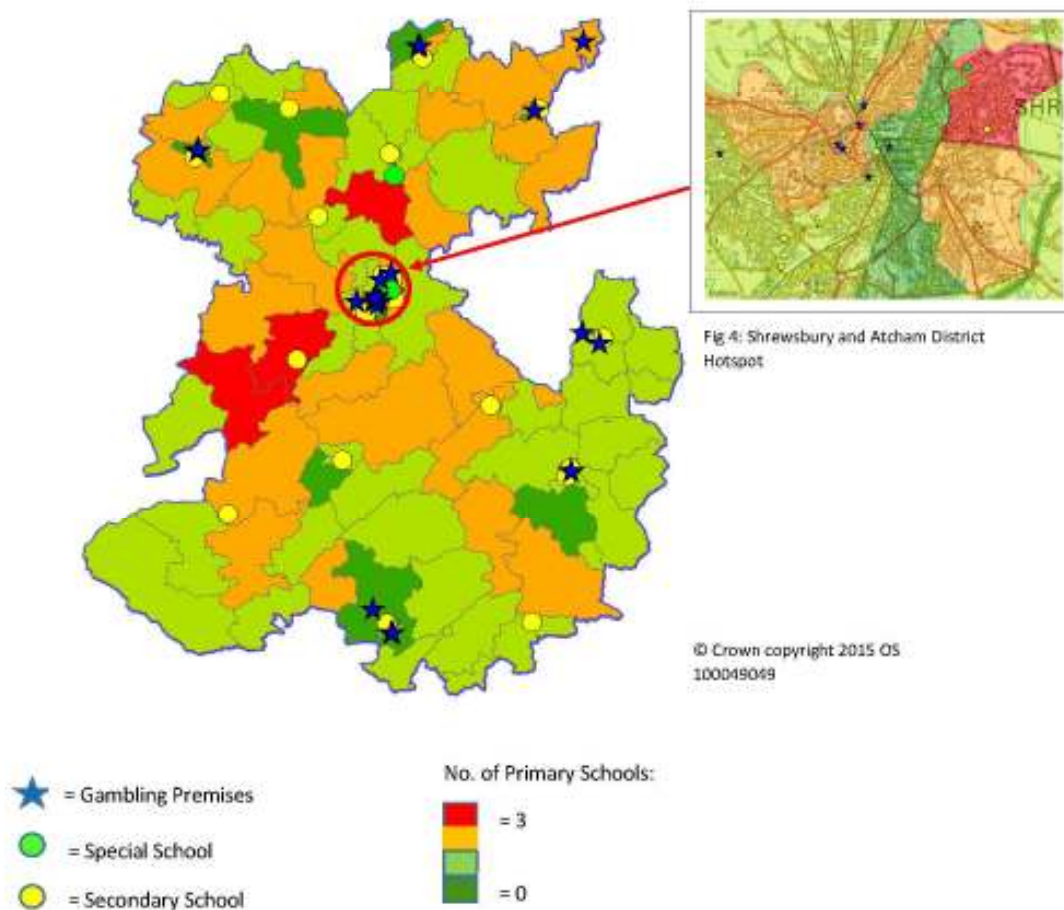 SHR
Fig 4: Shrewsbury and Atcham District
Hotspot
© Crown copyright 2015 OS
100049049
No. of Primary Schools:
= Gambling Premises
= 3
= Special School
= Secondary School
= 0